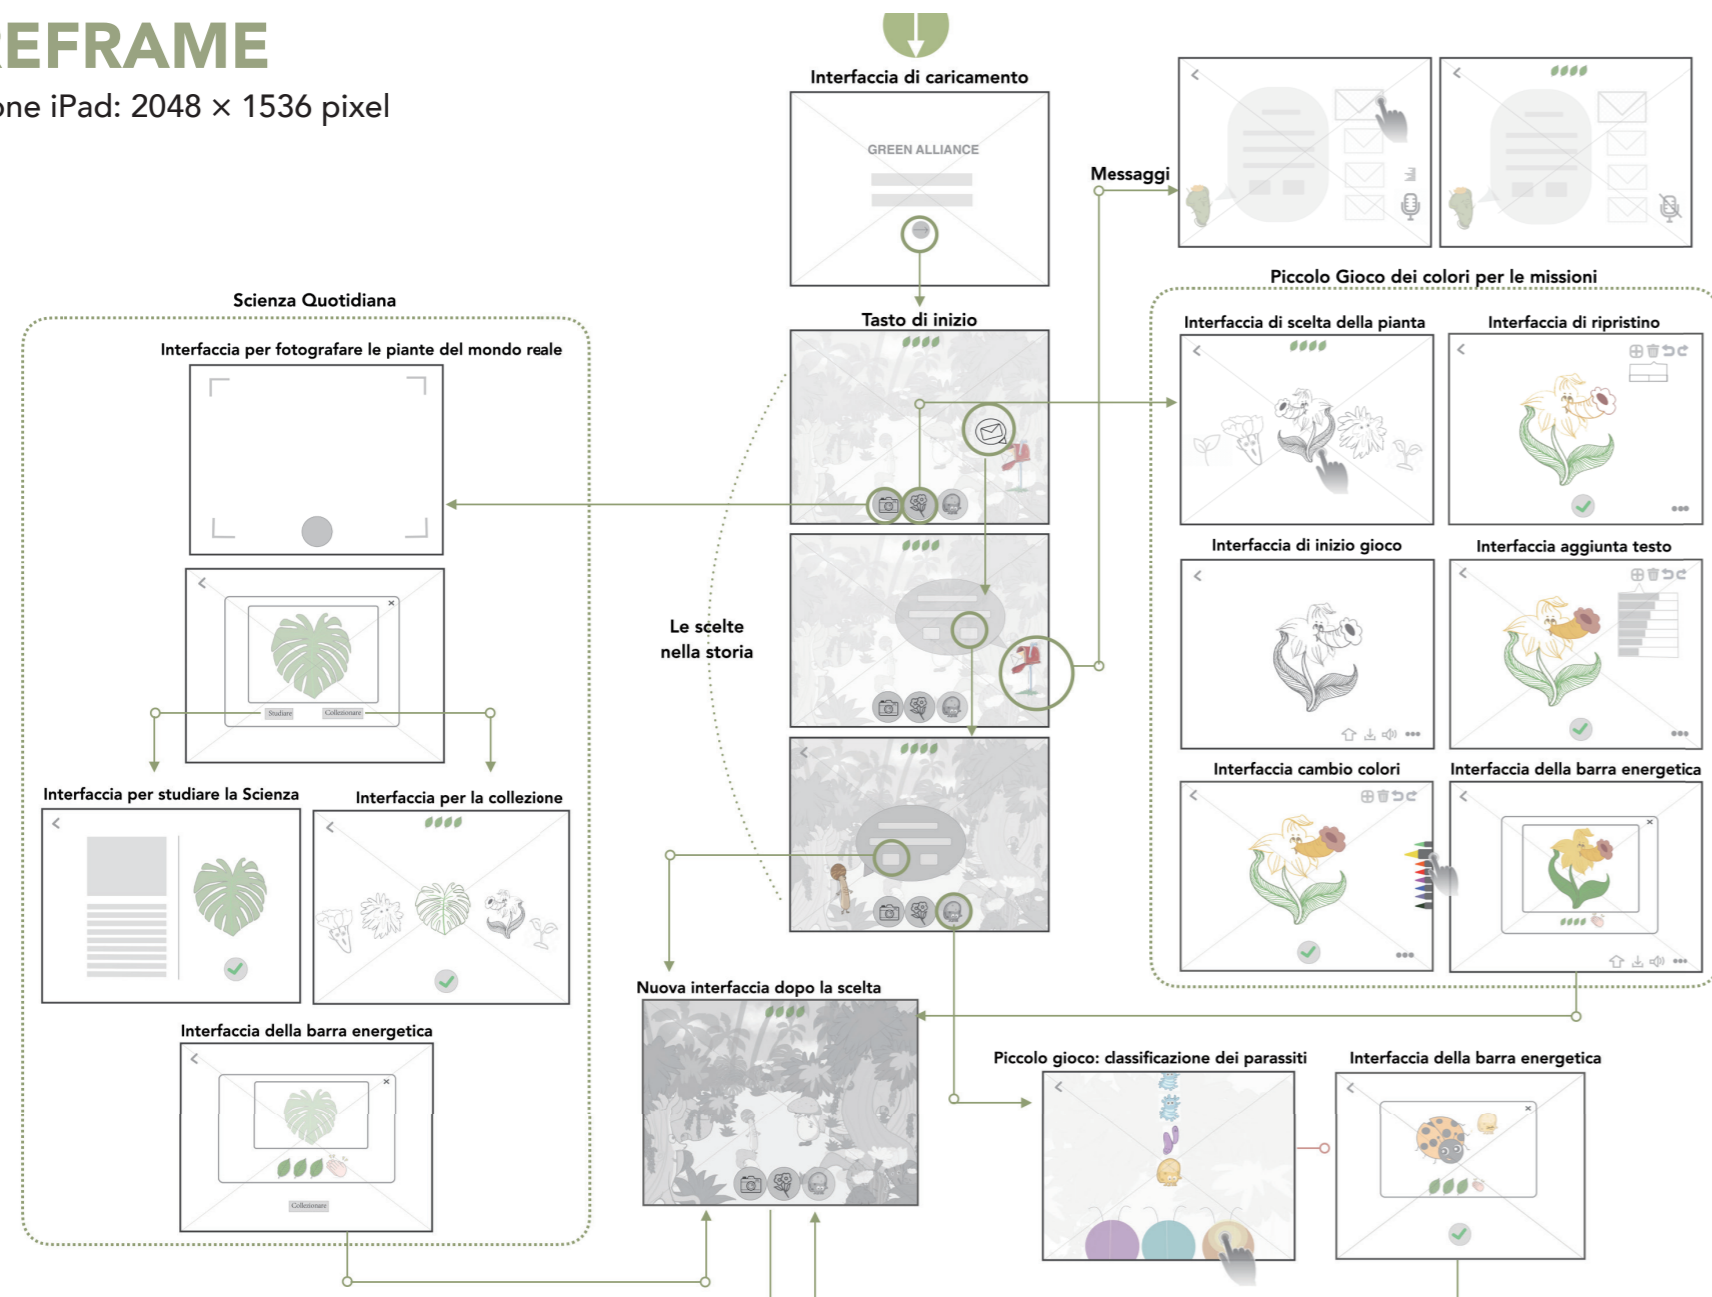 REFRAME
one iPad: 2048 × 1536 pixel
Interfaccia di caricamento
GREEN ALLIANCE
Messaggi
Piccolo Gioco dei colori per le missioni
Scienza Quotidiana
Tasto di inizio
Interfaccia di scelta della pianta
Interfaccia di ripristino
Interfaccia per fotografare le piante del mondo reale
Interfaccia di inizio gioco
Interfaccia aggiunta testo
Le scelte
nella storia
Studiare
Collezionare
Interfaccia cambio colori
Interfaccia della barra energetica
Interfaccia per studiare la Scienza
Interfaccia per la collezione
Nuova interfaccia dopo la scelta
Interfaccia della barra energetica
Piccolo gioco: classificazione dei parassiti
Interfaccia della barra energetica
Collezionare